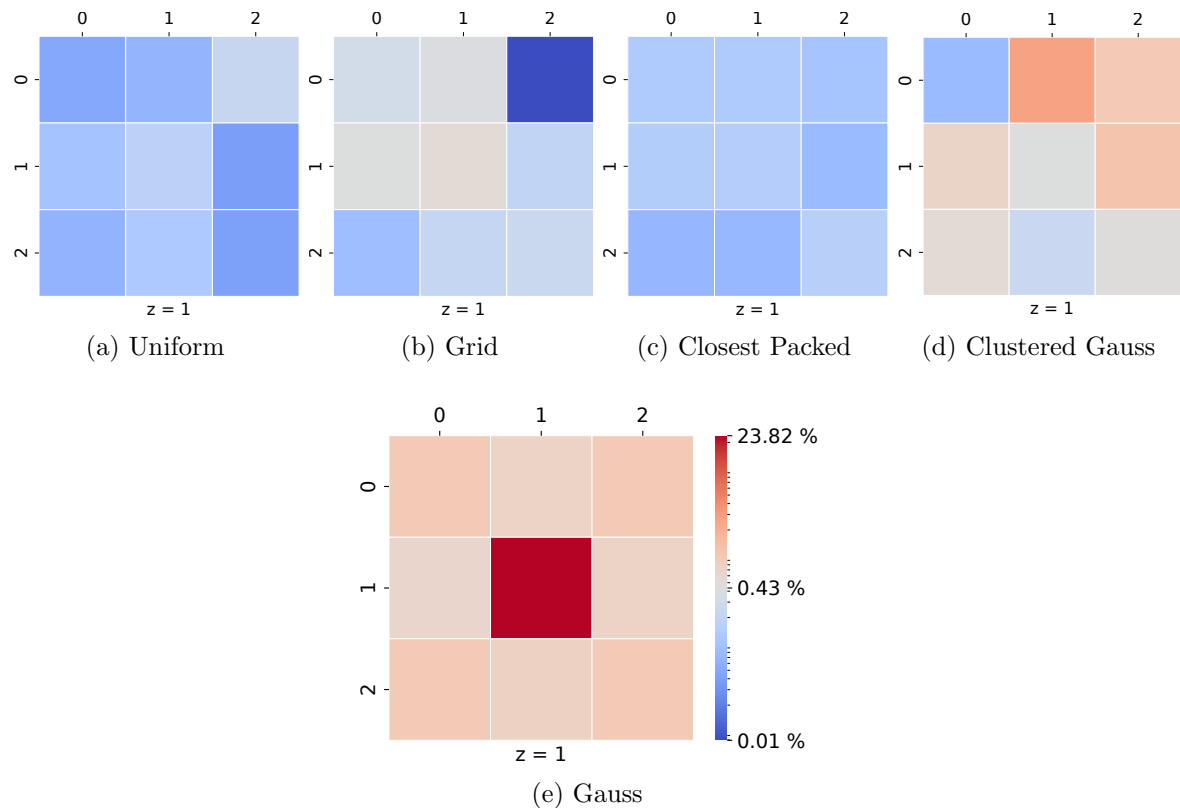 0 1 2 0 1 2 0 1 2 0 1 2
0 0 0 0
1 1 1 1
2 2 2 2
z = 1 z = 1 z = 1 z = 1
(a) Uniform (b) Grid (c) Closest Packed (d) Clustered Gauss
0 1 2
23.82 %
0
1 0.43 %
2
0.01 %
z = 1
(e) Gauss